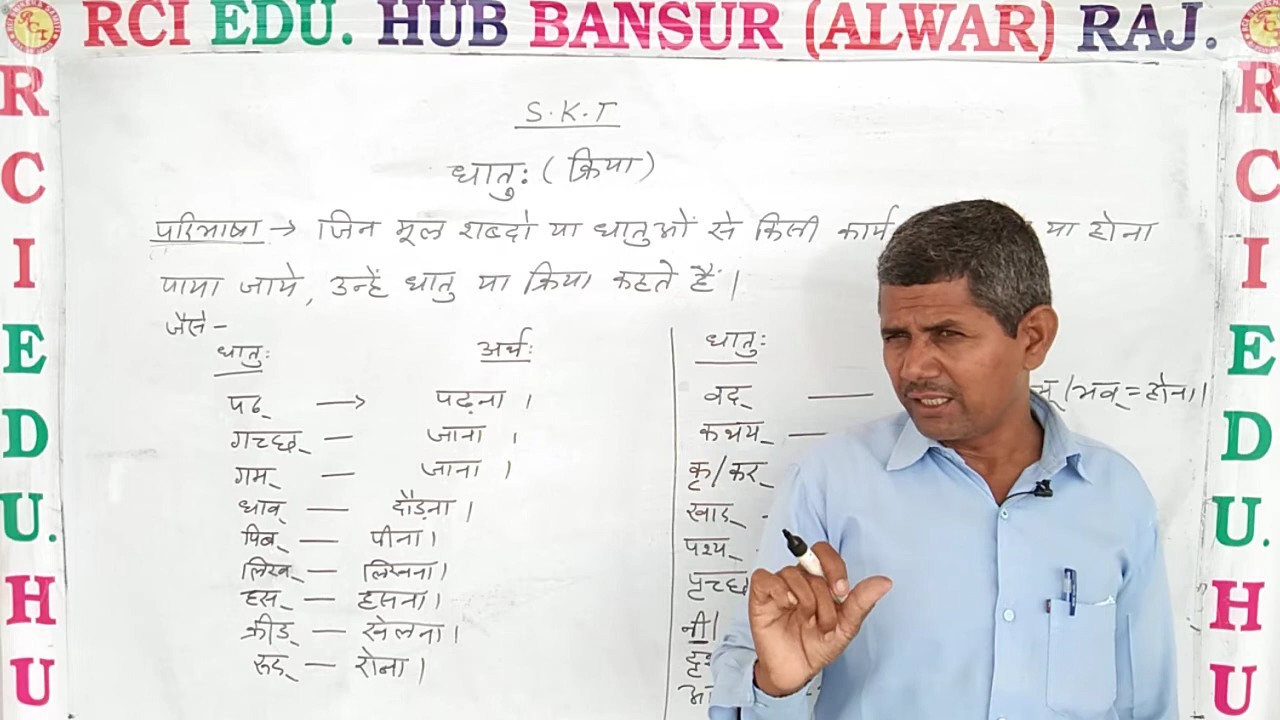 RCI EDU. HUB BANSUR (ALWAR) RAJ.
R
C
I
E
D
U.
H
U
S.K.T
धातुः (क्रिया)
परिभाषा → जिन मूल शब्दो या धातुओं से किसी कार्य या होना
पाया जाये, उन्हें धातु या क्रिया कहते हैं।
जैसे -
धातुः अर्थः
पढ् → पढ़ना ।
गच्छ् — जाना ।
गम् — जाना ।
धाव् — दौड़ना ।
पिब् — पीना ।
लिख् — लिखना ।
हस् — हसना ।
क्रीड् — खेलना ।
रूद् — रोना ।
धातुः
वद् — /भव् = होना ।
कथय् —
कृ/कर्
खाद् -
पश्य्
पृच्छ
नी/
R
C
I
E
D
U.
H
U